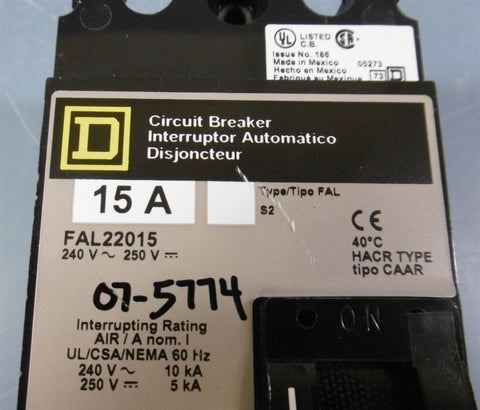 UL LISTED C.B. SA
Issue No. 186
Made in Mexico 05273
Hecho en Mexico
Fabriqué au Mexique 73 D
D
Circuit Breaker
Interruptor Automático
Disjoncteur
15 A
Type/Tipo FAL
S2
FAL22015
240 V ~ 250 V ⎓
CE
40°C
HACR TYPE
tipo CAAR
07-5774
Interrupting Rating
AIR / A nom. I
UL/CSA/NEMA 60 Hz
240 V ~ 10 kA
250 V ⎓ 5 kA
ON
I